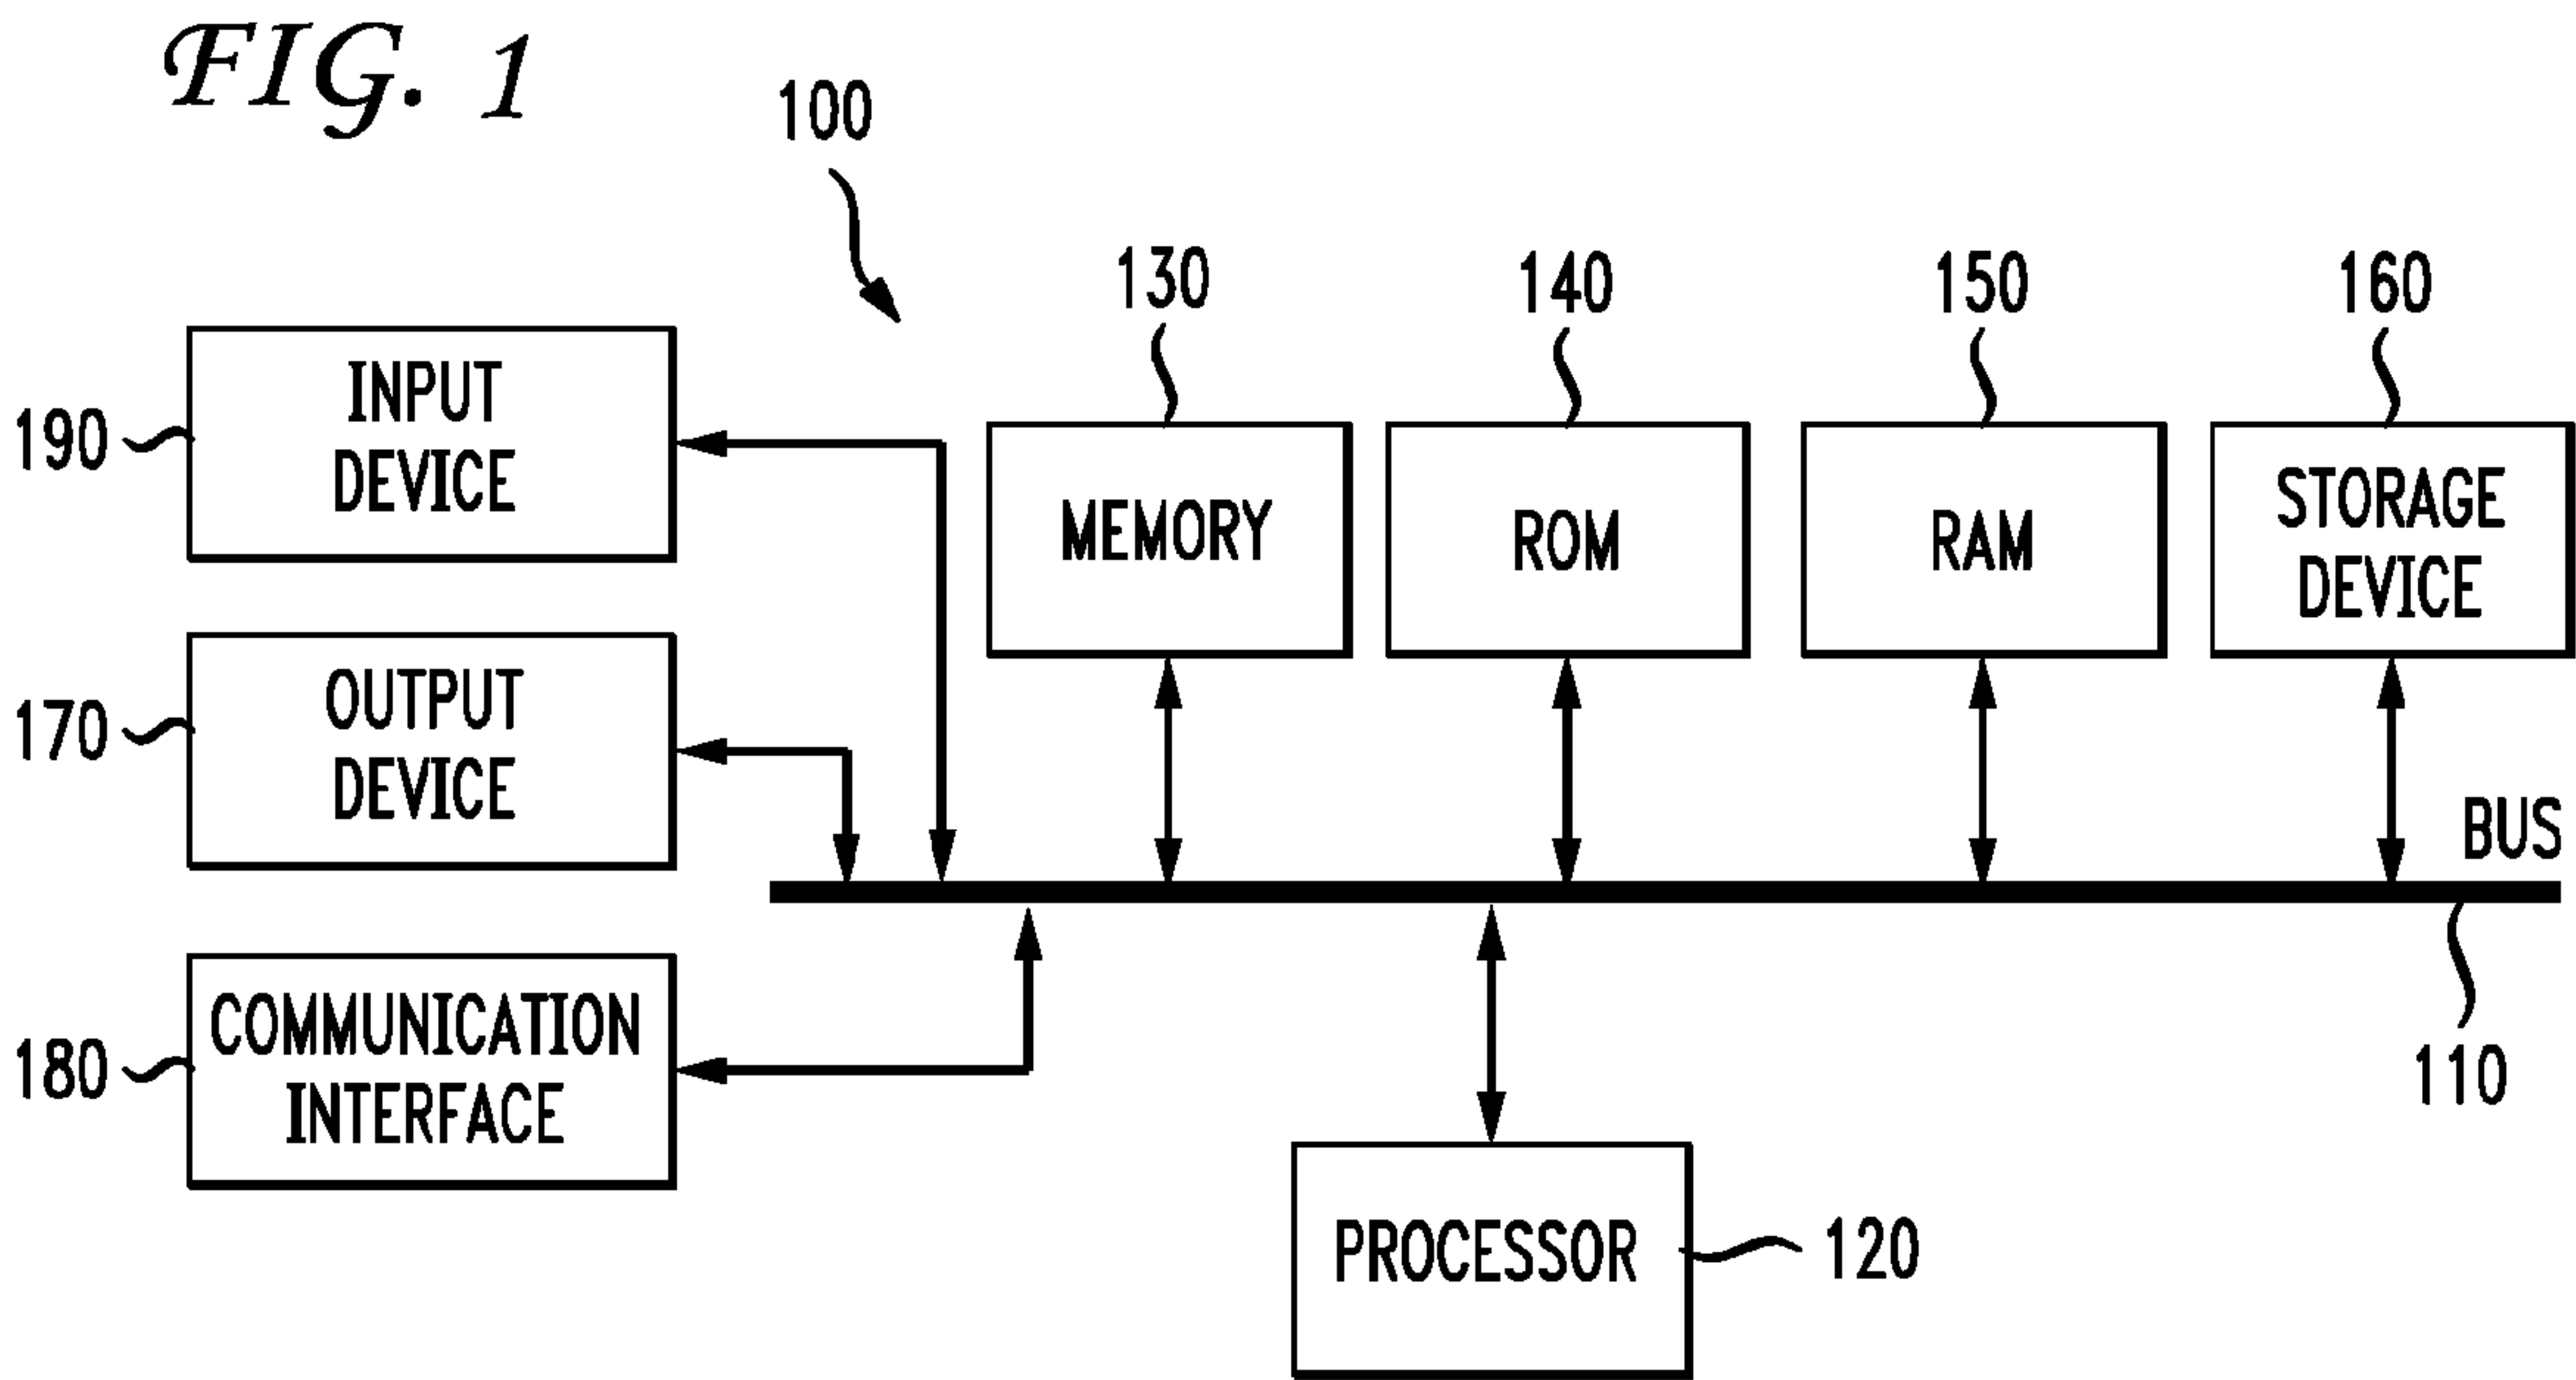 FIG. 1
100
130
140
150
160
190
INPUT
DEVICE
MEMORY
ROM
RAM
STORAGE
DEVICE
170
OUTPUT
DEVICE
BUS
180
COMMUNICATION
INTERFACE
110
PROCESSOR
120